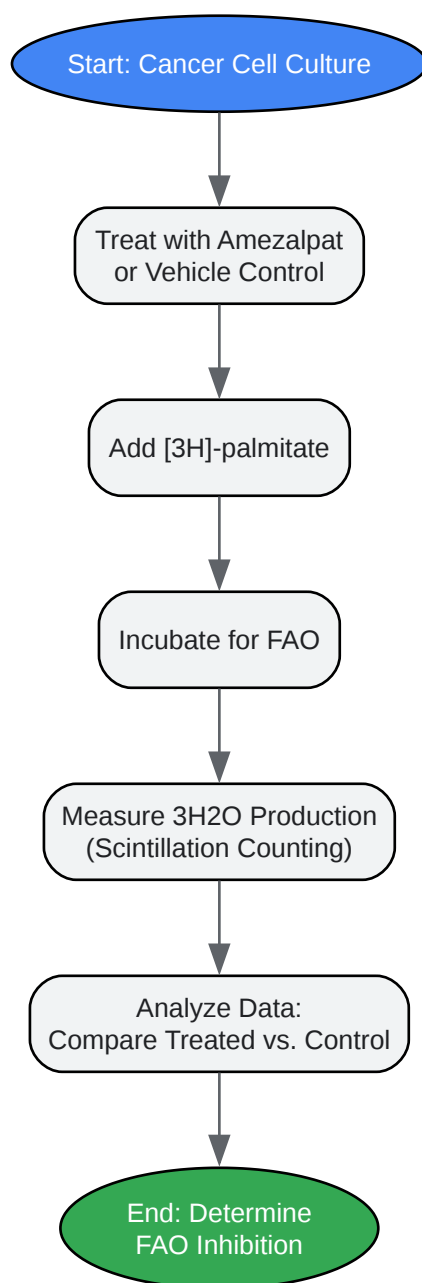 Start: Cancer Cell Culture
Treat with Amezalpat
or Vehicle Control
Add [3H]-palmitate
Incubate for FAO
Measure 3H2O Production
(Scintillation Counting)
Analyze Data:
Compare Treated vs. Control
End: Determine
FAO Inhibition